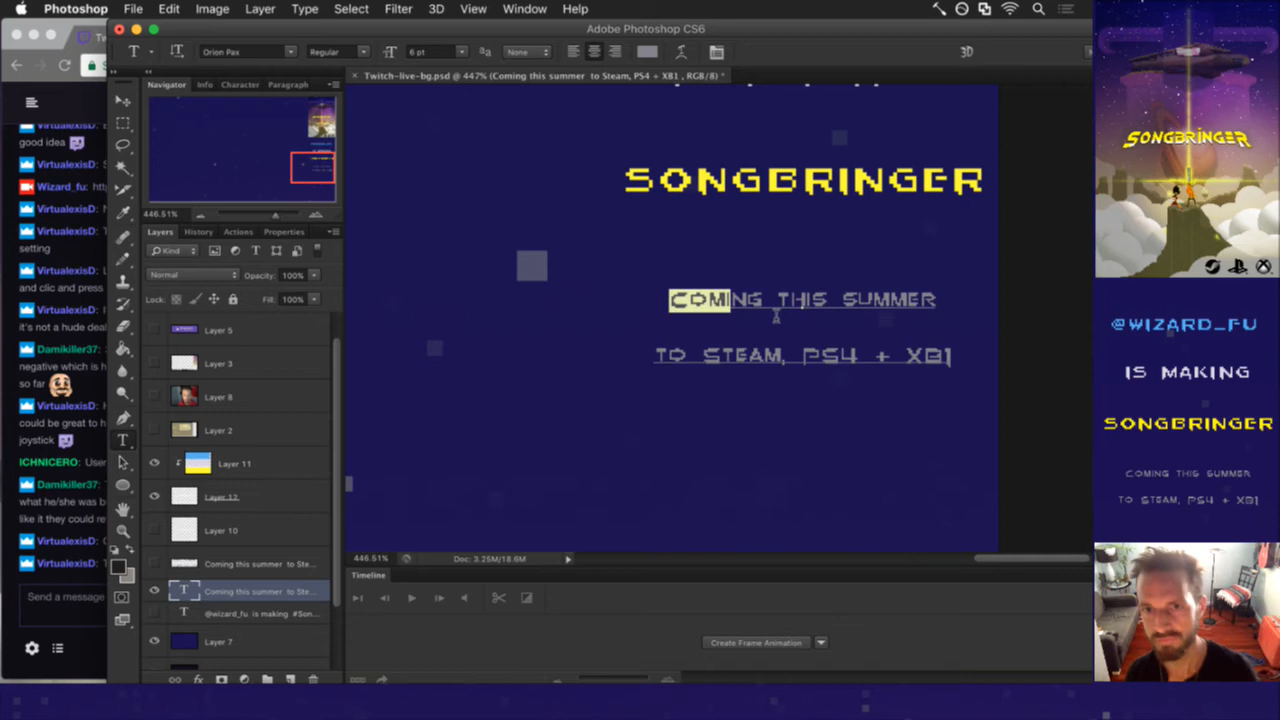 Photoshop File Edit Image Layer Type Select Filter 3D View Window Help
Adobe Photoshop CS6
Orion Pax Regular 6 pt None 3D
Twitch-live-bg.psd @ 447% (Coming this summer to Steam, PS4 + XB1 , RGB/8) *
Navigator Info Character Paragraph
446.51%
Layers History Actions Properties
Kind
Normal Opacity: 100%
Lock: Fill: 100%
Layer 5
Layer 3
Layer 8
Layer 2
Layer 11
Layer 12
Layer 10
Coming this summer to Ste...
Coming this summer to Ste...
@wizard_fu is making #Son...
Layer 7
SONGBRINGER
COMING THIS SUMMER
TO STEAM, PS4 + XB1
446.51% Doc: 3.25M/18.6M
Timeline
Create Frame Animation
VirtualexisD:
good idea
VirtualexisD:
Wizard_fu:
VirtualexisD:
VirtualexisD:
setting
VirtualexisD:
and clic and press
VirtualexisD:
it's not a hude deal
Damikiller37:
negative which is
so far
VirtualexisD:
could be great to
joystick
ICHNICERO: User
Damikiller37:
what he/she was
like it they could re
VirtualexisD:
VirtualexisD:
Send a message
SONGBRINGER
@WIZARD_FU
IS MAKING
SONGBRINGER
COMING THIS SUMMER
TO STEAM, PS4 + XB1